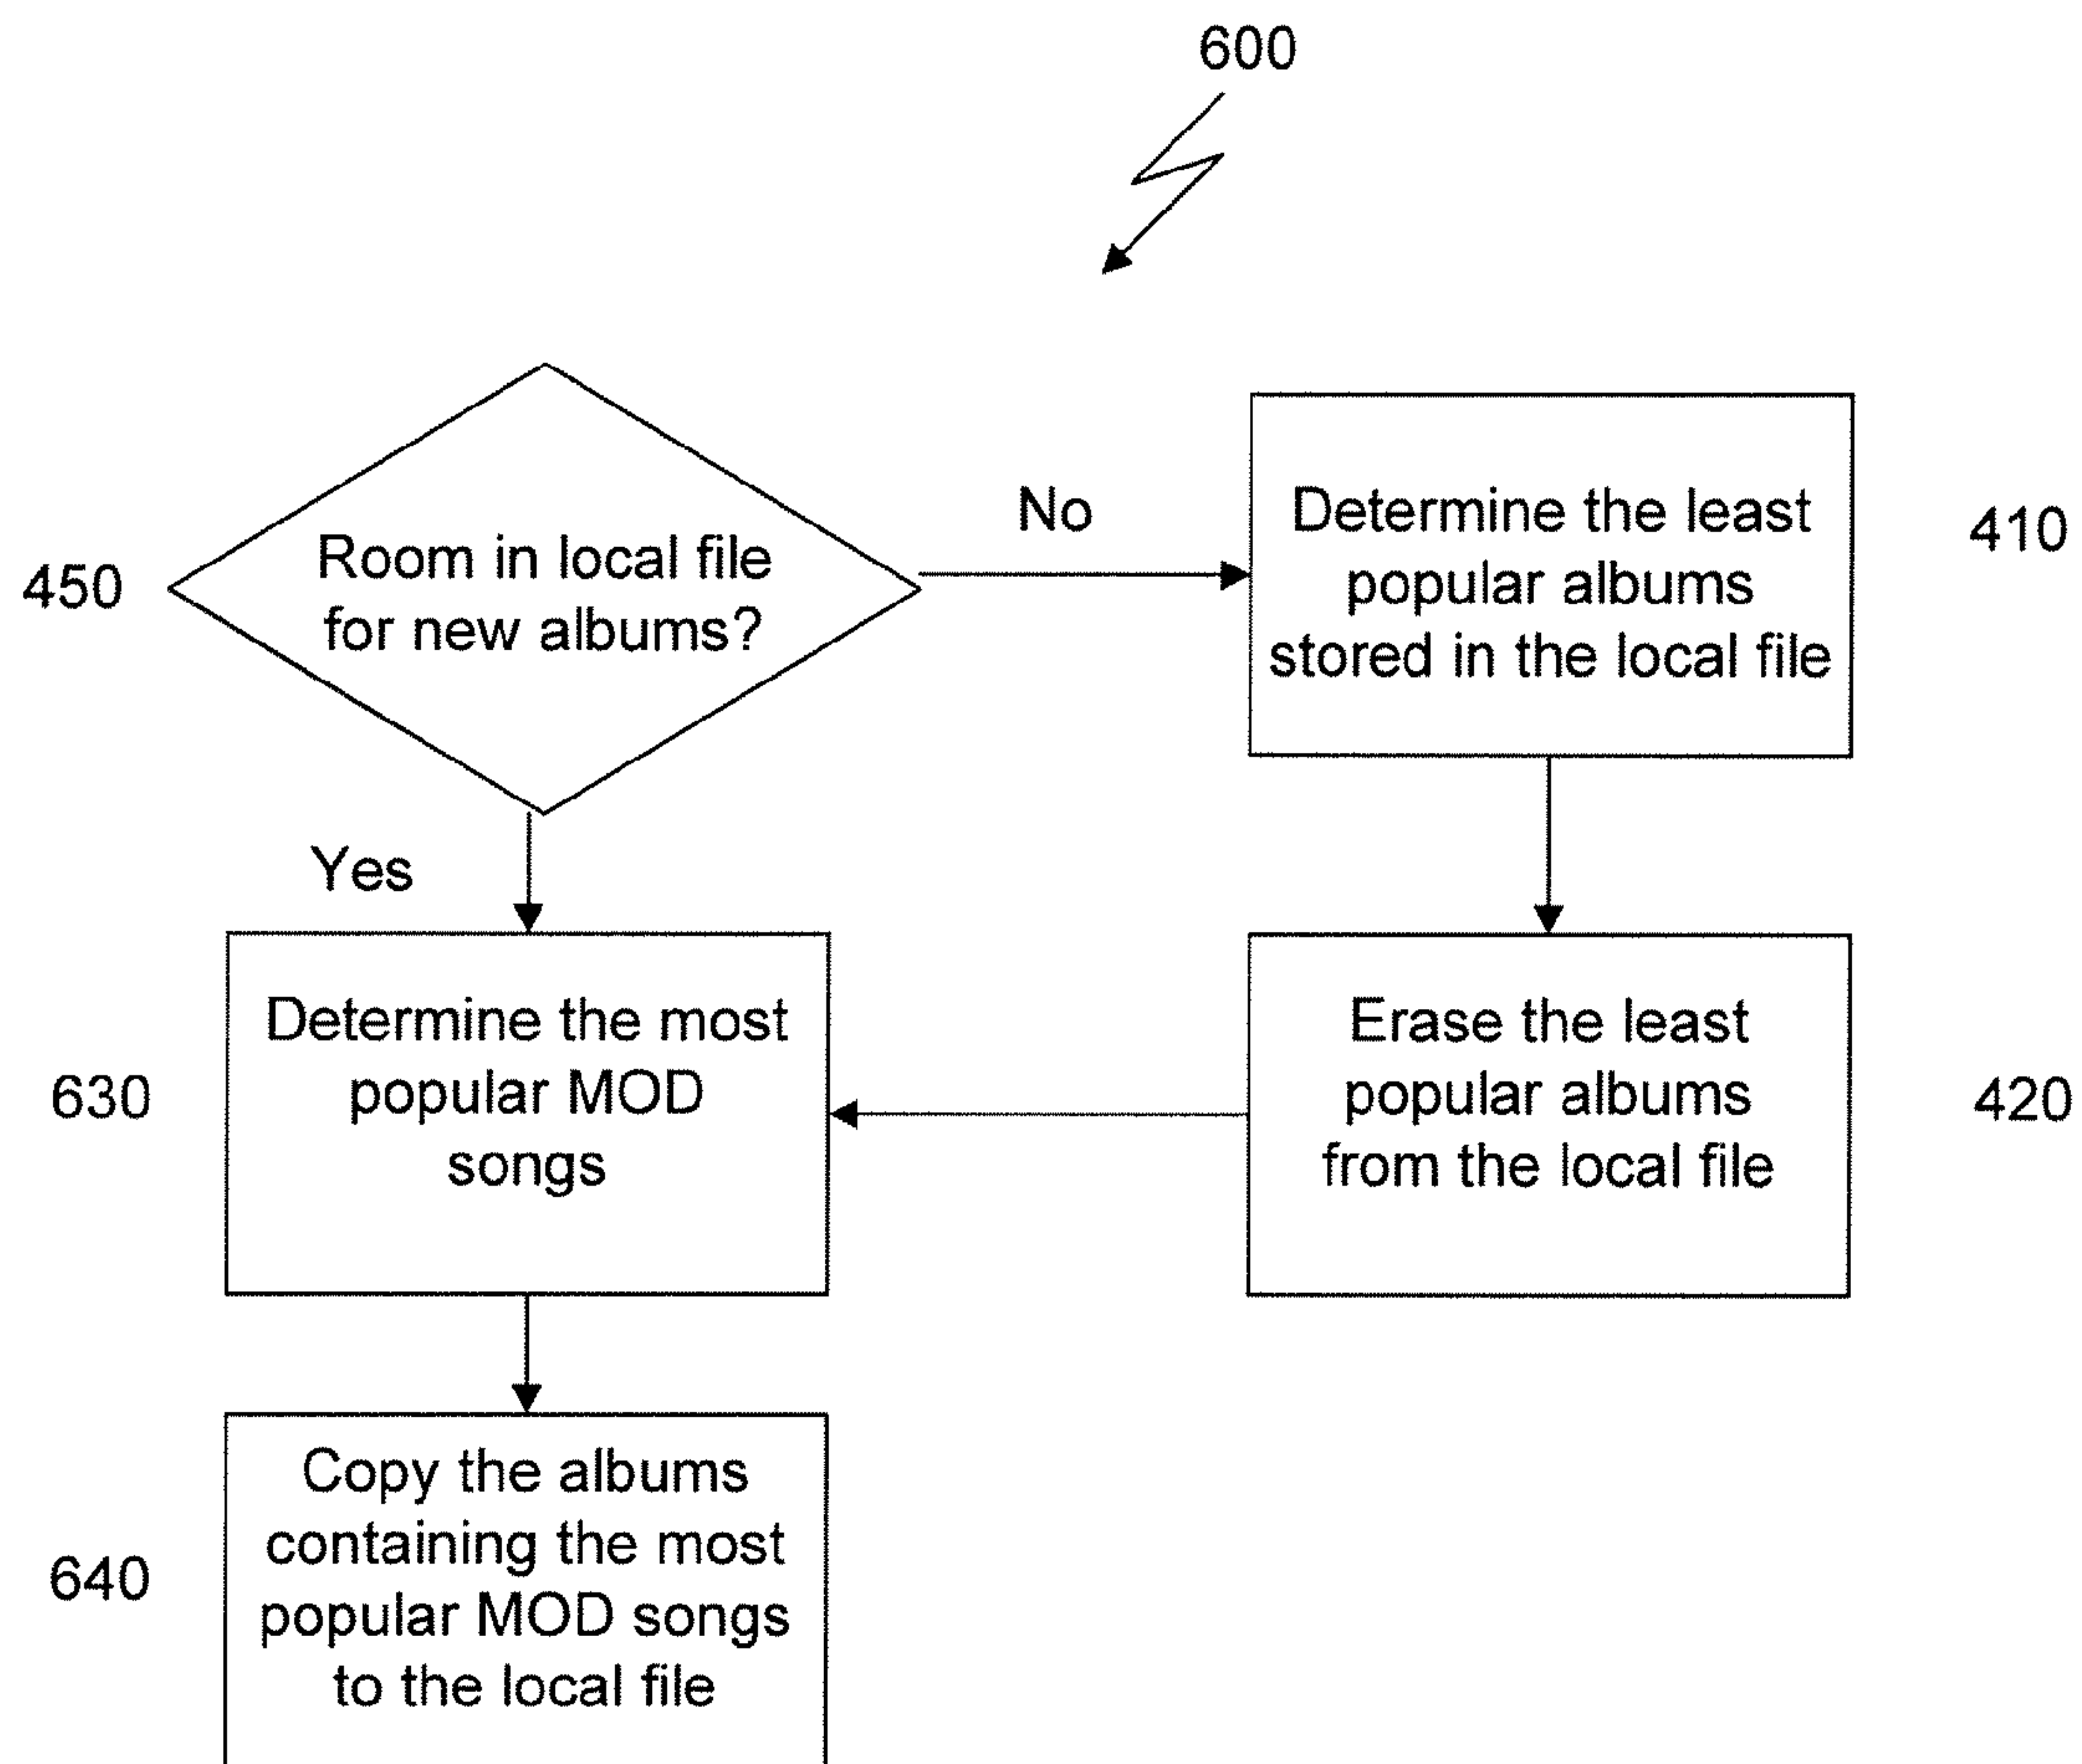 600
450
Room in local file
for new albums?
No
Determine the least
popular albums
stored in the local file
410
Yes
630
Determine the most
popular MOD
songs
Erase the least
popular albums
from the local file
420
640
Copy the albums
containing the most
popular MOD songs
to the local file